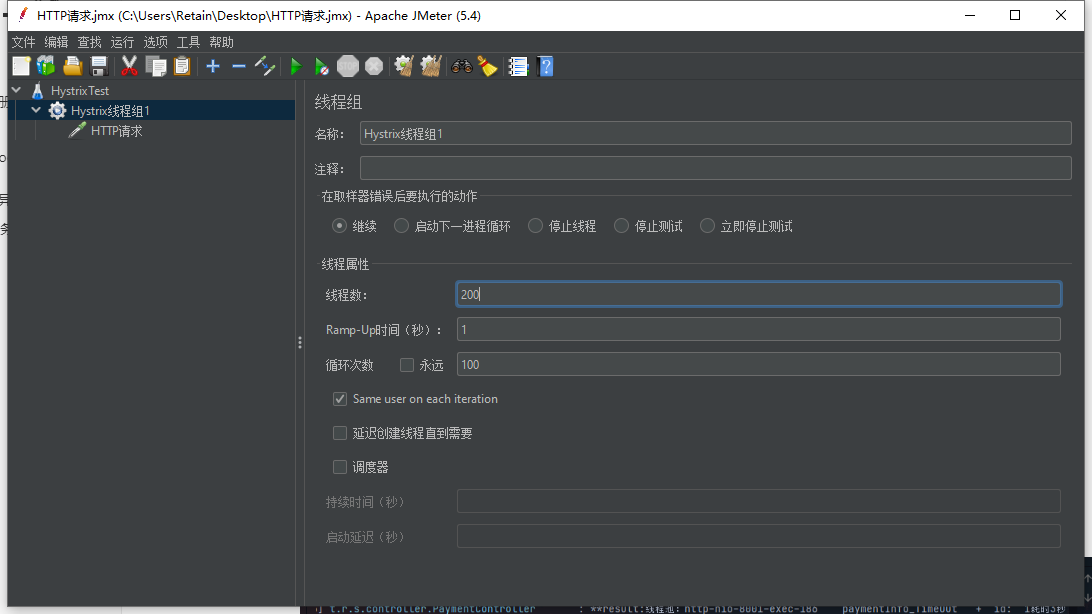 HTTP请求.jmx (C:\Users\Retain\Desktop\HTTP请求.jmx) - Apache JMeter (5.4)
文件 编辑 查找 运行 选项 工具 帮助
HystrixTest
Hystrix线程组1
HTTP请求
线程组
名称： Hystrix线程组1
注释：
在取样器错误后要执行的动作
继续 启动下一进程循环 停止线程 停止测试 立即停止测试
线程属性
线程数： 200
Ramp-Up时间（秒）： 1
循环次数 永远 100
Same user on each iteration
延迟创建线程直到需要
调度器
持续时间（秒）
启动延迟（秒）
t.r.s.controller.PaymentController : **result:线程池：http-nio-8001-exec-188 paymentInfo_TimeOut + id: 1耗时3秒